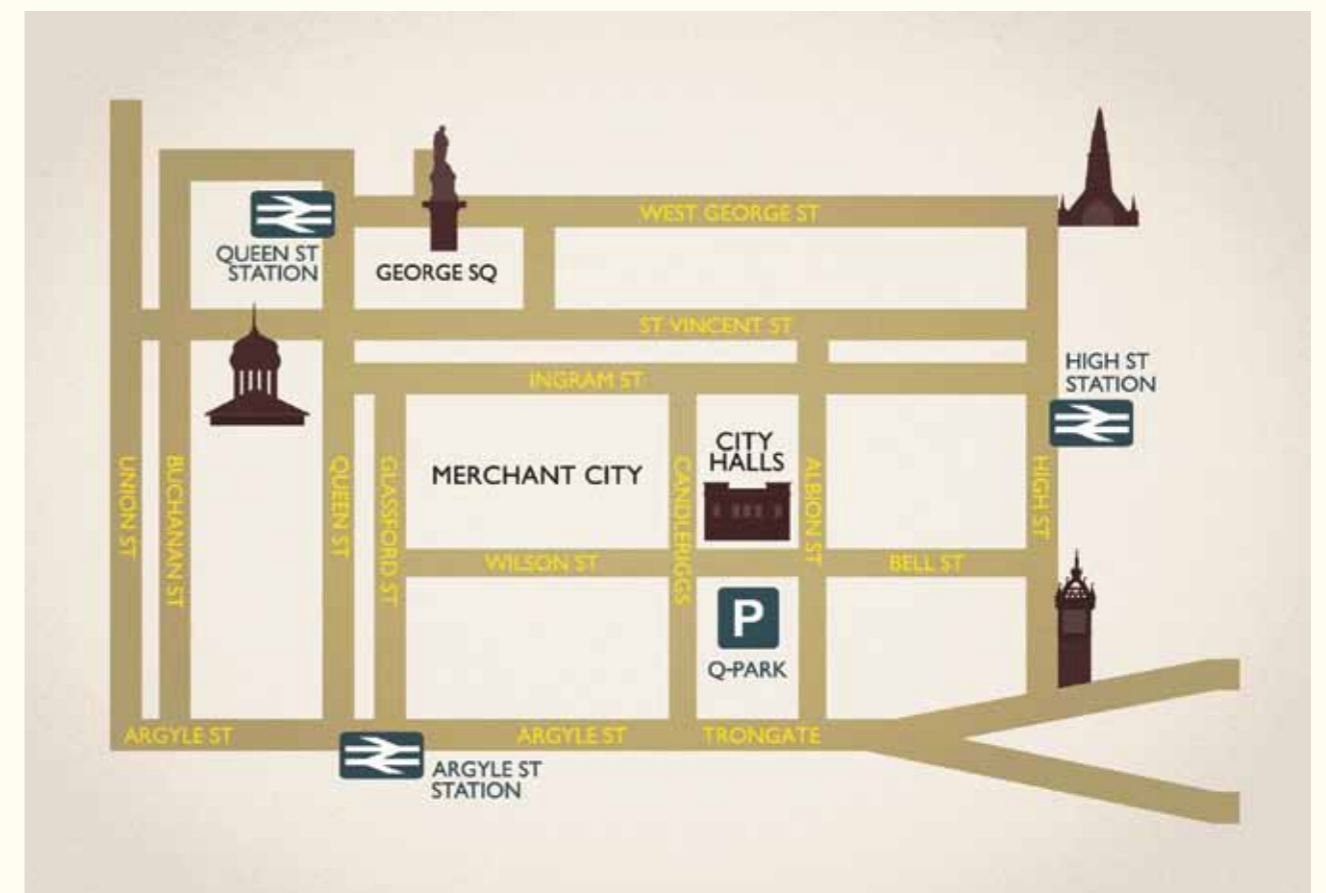 WEST GEORGE ST
QUEEN ST
STATION
GEORGE SQ
ST VINCENT ST
HIGH ST
STATION
INGRAM ST
CITY
HALLS
MERCHANT CITY
UNION ST
BUCHANAN ST
QUEEN ST
GLASSFORD ST
CANDLERIGGS
ALBION ST
HIGH ST
WILSON ST
BELL ST
P
Q-PARK
ARGYLE ST
ARGYLE ST
TRONGATE
ARGYLE ST
STATION